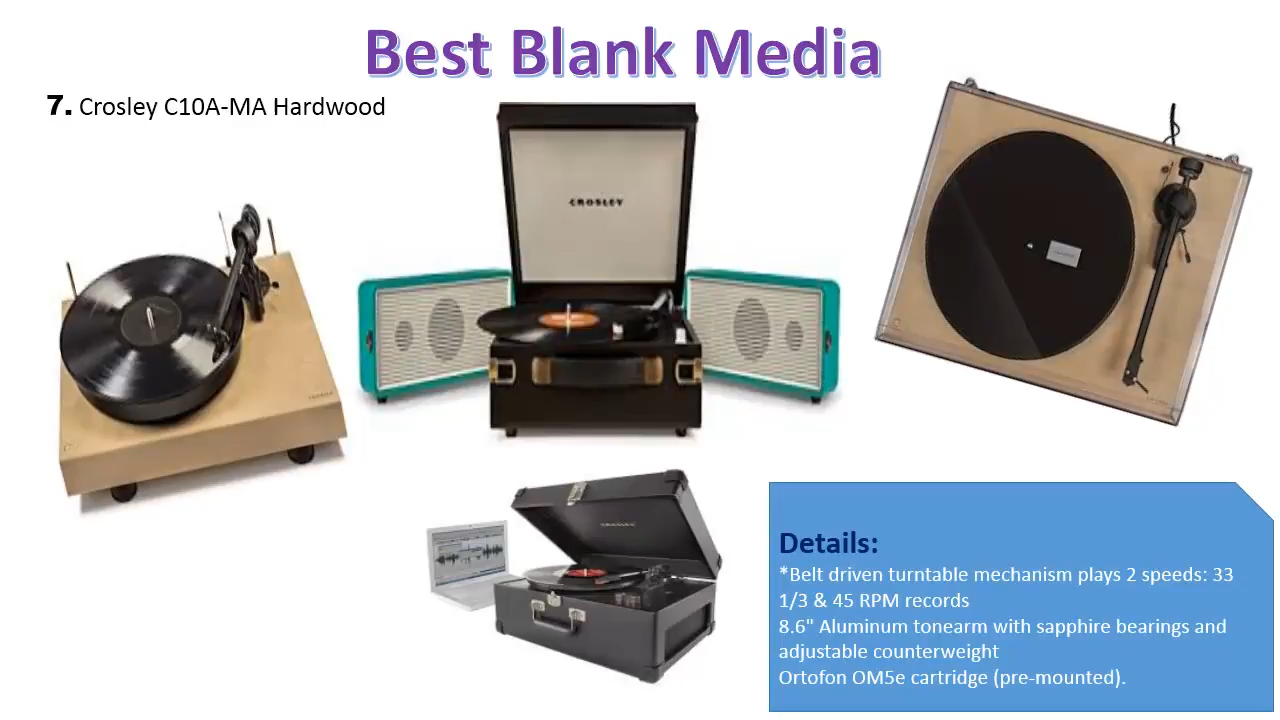 Best Blank Media
7. Crosley C10A-MA Hardwood
CROSLEY
CROSLEY
Details:
*Belt driven turntable mechanism plays 2 speeds: 33
1/3 & 45 RPM records
8.6" Aluminum tonearm with sapphire bearings and
adjustable counterweight
Ortofon OM5e cartridge (pre-mounted).